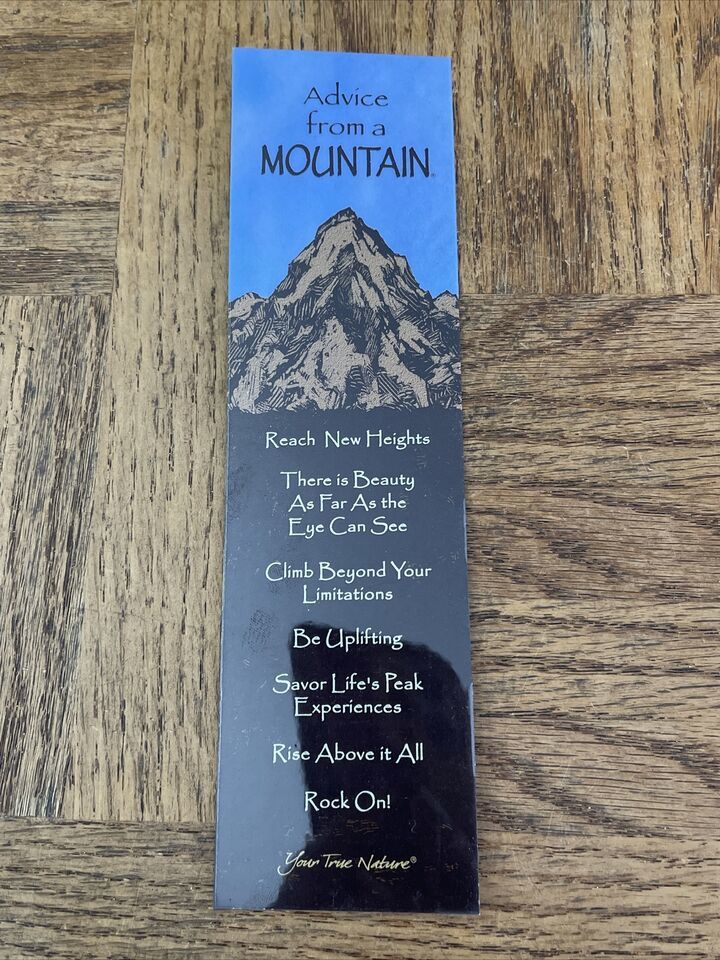 Advice
from a
MOUNTAIN®
Reach New Heights
There is Beauty
As Far As the
Eye Can See
Climb Beyond Your
Limitations
Be Uplifting
Savor Life's Peak
Experiences
Rise Above it All
Rock On!
Your True Nature®